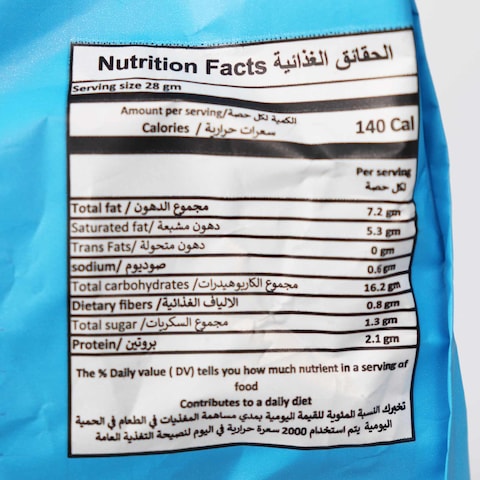 Nutrition Facts الحقائق الغذائية
Serving size 28 gm
Amount per serving/الكمية لكل حصة
Calories / سعرات حرارية 140 Cal
Per serving
لكل حصة
Total fat/ مجموع الدهون 7.2 gm
Saturated fat/ دهون مشبعة 5.3 gm
Trans Fats/ دهون متحولة 0 gm
sodium/ صوديوم 0.6 gm
Total carbohydrates /مجموع الكاربوهيدرات 16.2 gm
Dietary fibers /الالياف الغذائية 0.8 gm
Total sugar /مجموع السكريات 1.3 gm
Protein/ بروتين 2.1 gm
The % Daily value ( DV) tells you how much nutrient in a serving of
food
Contributes to a daily diet
تخبرك النسبة المئوية للقيمة اليومية بمدي مساهمة المغذيات في الطعام في الحمية
اليومية يتم استخدام 2000 سعرة حرارية في اليوم لنصيحة التغذية العامة